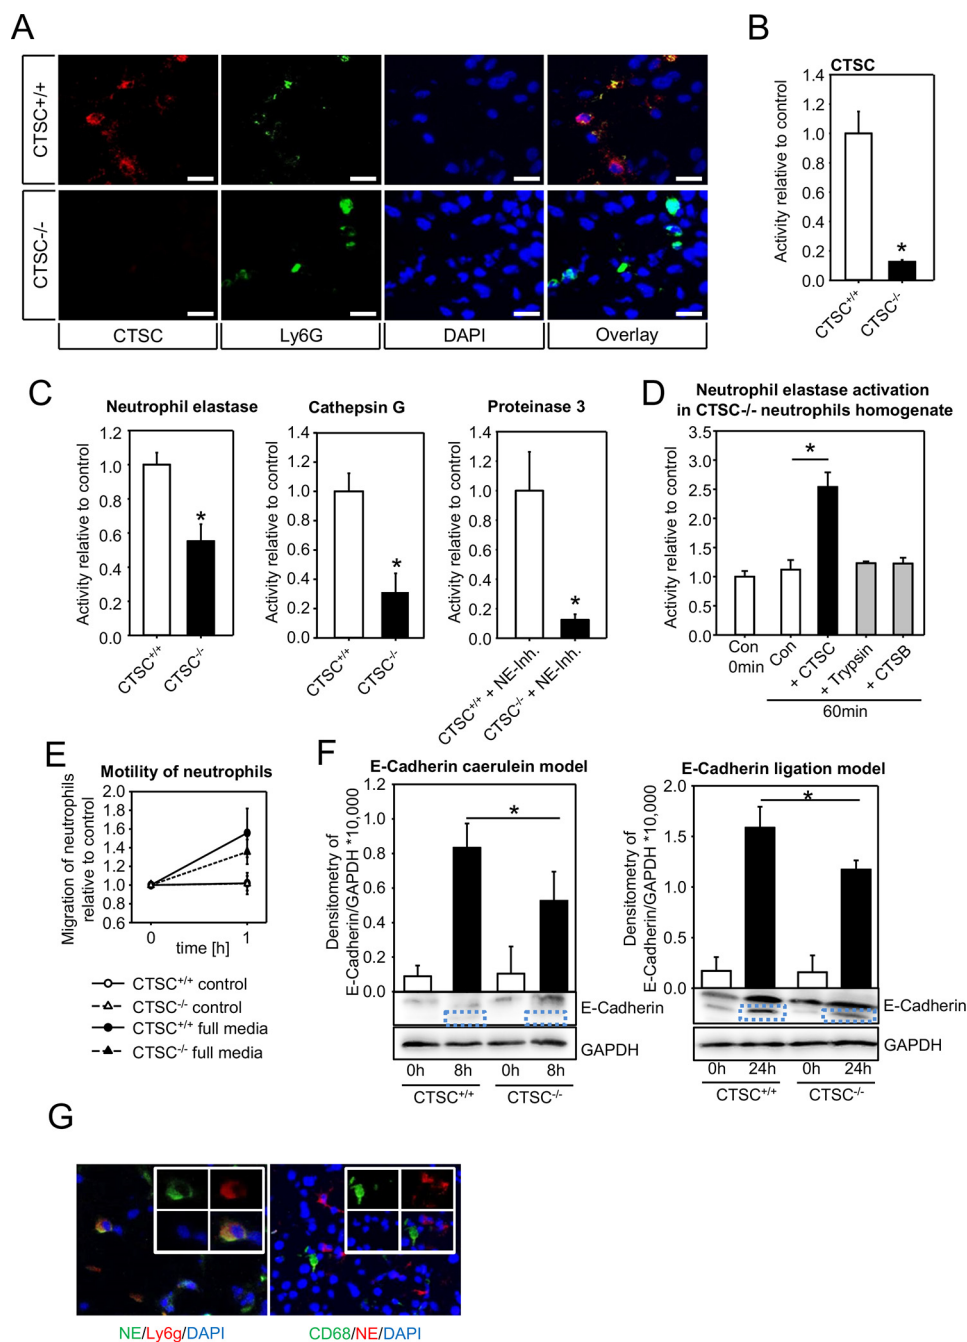 A
CTSC+/+
CTSC-/-
CTSC
Ly6G
DAPI
Overlay
B
CTSC
Activity relative to control
1.4
1.2
1.0
0.8
0.6
0.4
0.2
0.0
*
CTSC+/+
CTSC-/-
C
Neutrophil elastase
Activity relative to control
1.2
1.0
0.8
0.6
0.4
0.2
0.0
*
CTSC+/+
CTSC-/-
Cathepsin G
Activity relative to control
1.4
1.2
1.0
0.8
0.6
0.4
0.2
0.0
*
CTSC+/+
CTSC-/-
Proteinase 3
Activity relative to control
1.4
1.2
1.0
0.8
0.6
0.4
0.2
0.0
*
CTSC+/+ + NE-Inh.
CTSC-/- + NE-Inh.
D
Neutrophil elastase activation
in CTSC-/- neutrophils homogenate
Activity relative to control
3.5
3.0
2.5
2.0
1.5
1.0
0.5
0.0
*
Con
0min
Con
+ CTSC
+ Trypsin
+ CTSB
60min
E
Motility of neutrophils
Migration of neutrophils
relative to control
2.0
1.8
1.6
1.4
1.2
1.0
0.8
0.6
0
time [h]
1
CTSC+/+ control
CTSC-/- control
CTSC+/+ full media
CTSC-/- full media
F
E-Cadherin caerulein model
Densitometry of
E-Cadherin/GAPDH *10,000
1.2
1.0
0.8
0.6
0.4
0.2
0.0
*
E-Cadherin
GAPDH
0h
8h
0h
8h
CTSC+/+
CTSC-/-
E-Cadherin ligation model
Densitometry of
E-Cadherin/GAPDH *10,000
2.0
1.5
1.0
0.5
0.0
*
E-Cadherin
GAPDH
0h
24h
0h
24h
CTSC+/+
CTSC-/-
G
NE/Ly6g/DAPI
CD68/NE/DAPI